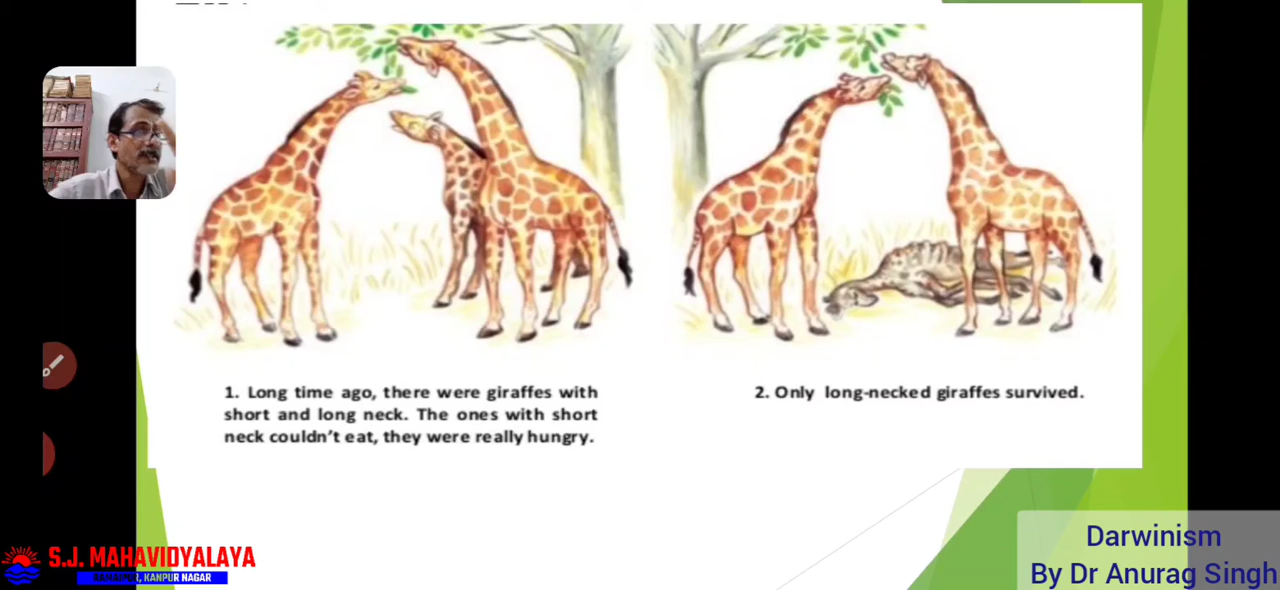 1. Long time ago, there were giraffes with
short and long neck. The ones with short
neck couldn't eat, they were really hungry.
2. Only long-necked giraffes survived.
S.J. MAHAVIDYALAYA
RAMAIPUR, KANPUR NAGAR
Darwinism
By Dr Anurag Singh